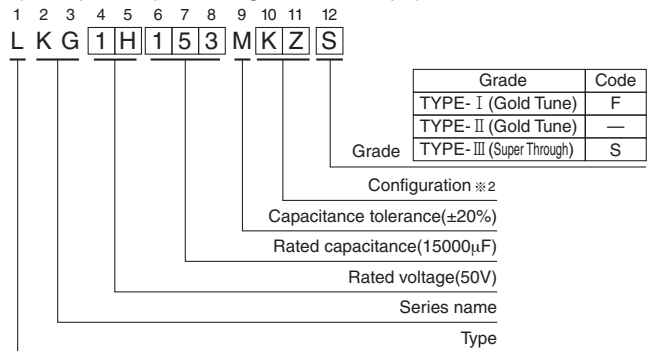 1 2 3 4 5 6 7 8 9 10 11 12
L K G 1 H 1 5 3 M K Z S
Grade Code
TYPE-Ⅰ (Gold Tune) F
TYPE-Ⅱ (Gold Tune) —
Grade TYPE-Ⅲ (Super Through) S
Configuration ※2
Capacitance tolerance(±20%)
Rated capacitance(15000μF)
Rated voltage(50V)
Series name
Type